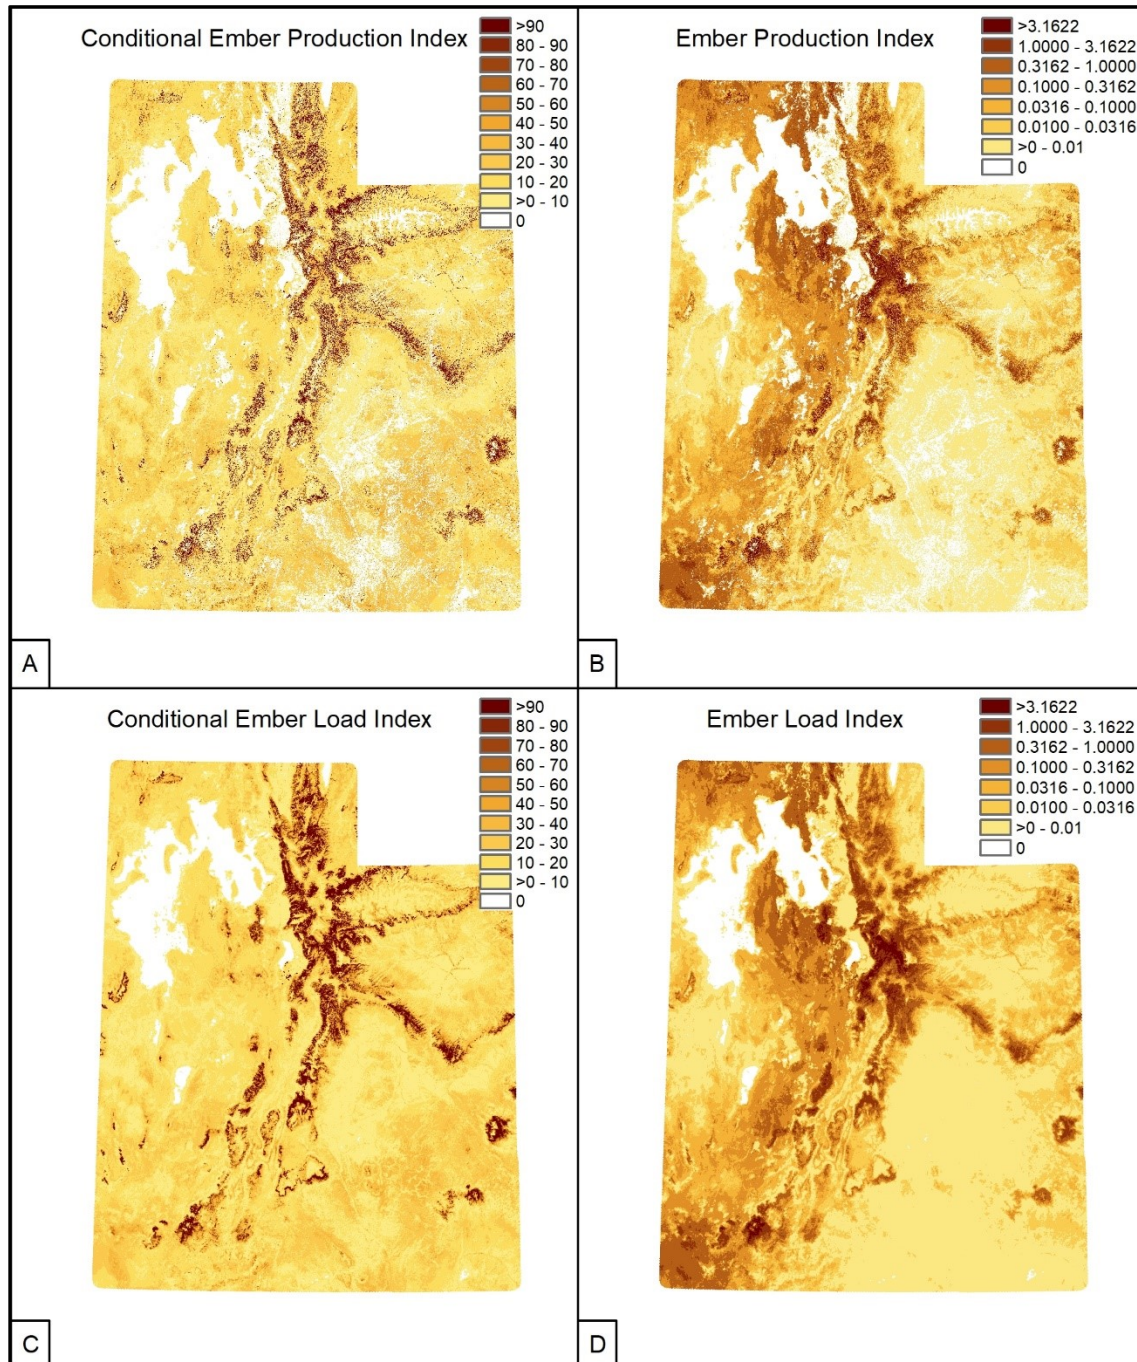 Conditional Ember Production Index
>90
80 - 90
70 - 80
60 - 70
50 - 60
40 - 50
30 - 40
20 - 30
10 - 20
>0 - 10
0
A
Ember Production Index
>3.1622
1.0000 - 3.1622
0.3162 - 1.0000
0.1000 - 0.3162
0.0316 - 0.1000
0.0100 - 0.0316
>0 - 0.01
0
B
Conditional Ember Load Index
>90
80 - 90
70 - 80
60 - 70
50 - 60
40 - 50
30 - 40
20 - 30
10 - 20
>0 - 10
0
C
Ember Load Index
>3.1622
1.0000 - 3.1622
0.3162 - 1.0000
0.1000 - 0.3162
0.0316 - 0.1000
0.0100 - 0.0316
>0 - 0.01
0
D